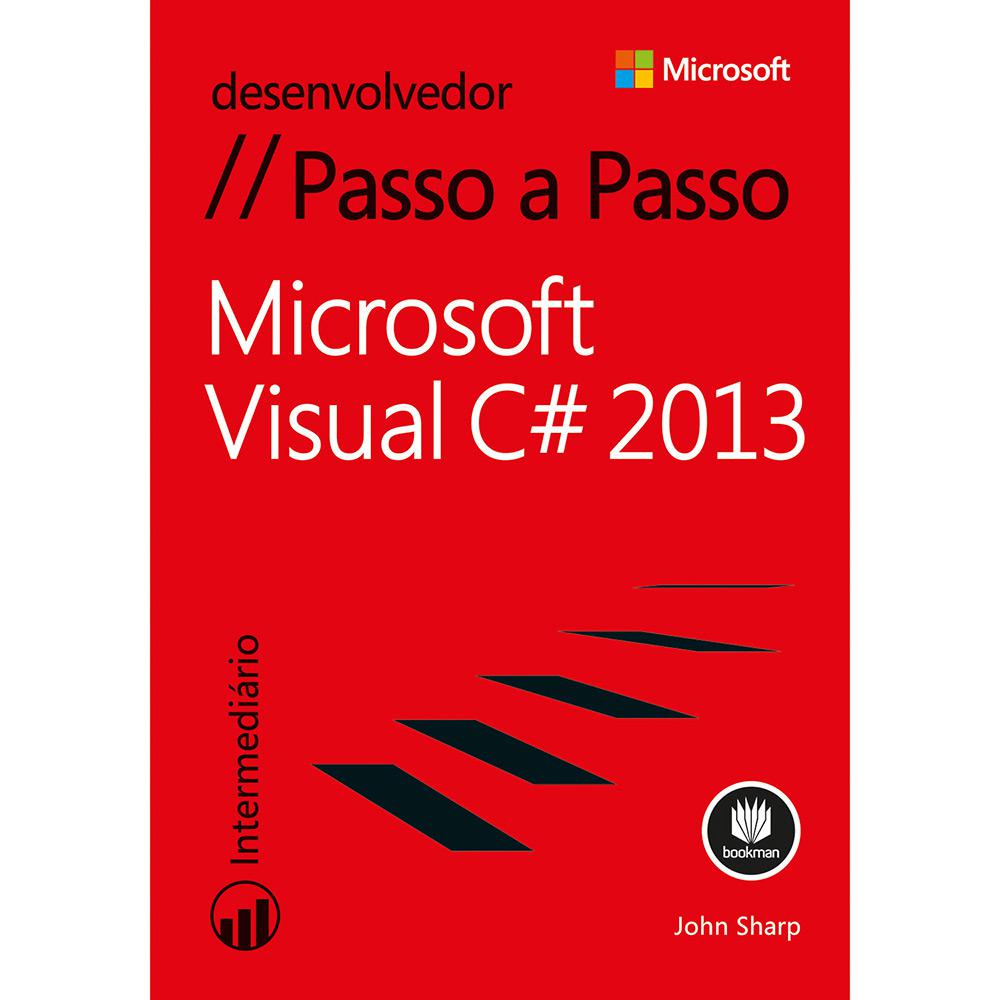 Microsoft
desenvolvedor
// Passo a Passo
Microsoft
Visual C# 2013
Intermediário
bookman
John Sharp